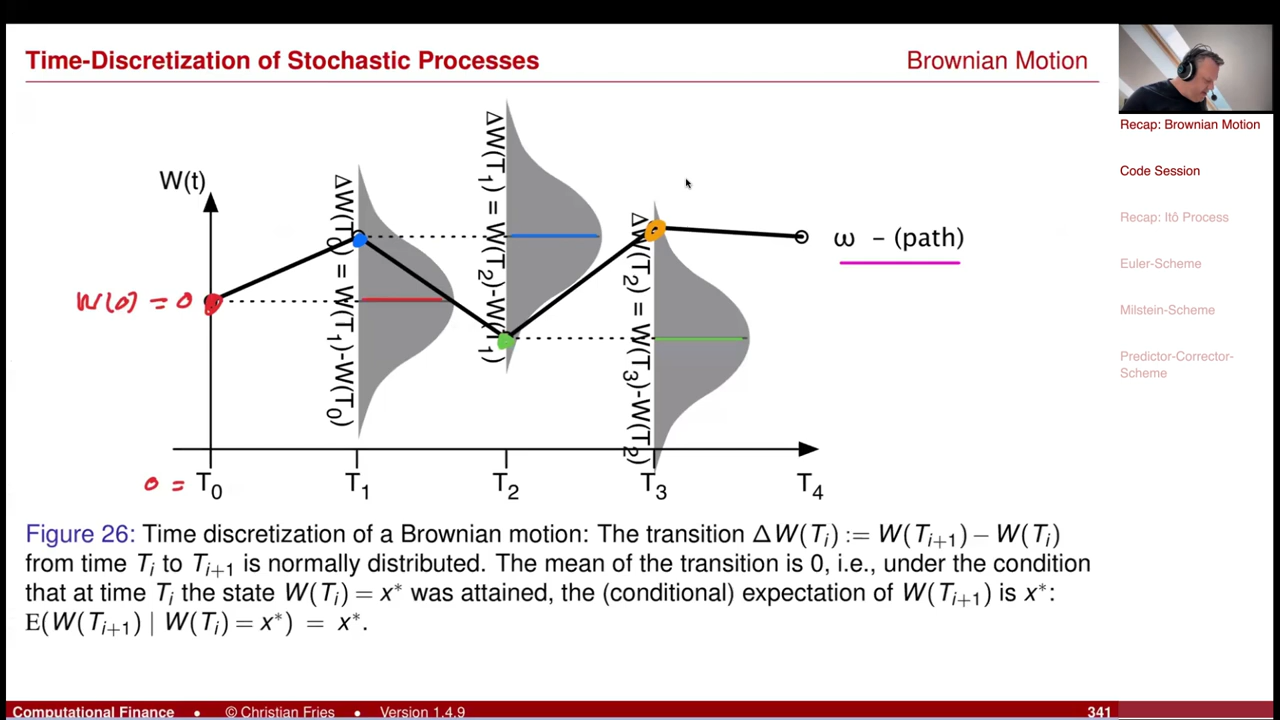 Time-Discretization of Stochastic Processes
Brownian Motion
Recap: Brownian Motion
Code Session
Recap: Itô Process
Euler-Scheme
Milstein-Scheme
Predictor-Corrector-
Scheme
W(t)
ΔW(T₀) = W(T₁)-W(T₀)
ΔW(T₁) = W(T₂)-W(T₁)
ΔW(T₂) = W(T₃)-W(T₂)
ω – (path)
W(0) = 0
0 = T₀ T₁ T₂ T₃ T₄
Figure 26: Time discretization of a Brownian motion: The transition ΔW(Tᵢ) := W(Tᵢ₊₁) − W(Tᵢ)
from time Tᵢ to Tᵢ₊₁ is normally distributed. The mean of the transition is 0, i.e., under the condition
that at time Tᵢ the state W(Tᵢ) = x* was attained, the (conditional) expectation of W(Tᵢ₊₁) is x*:
E(W(Tᵢ₊₁) | W(Tᵢ) = x*) = x*.
Computational Finance • © Christian Fries • Version 1.4.9
341